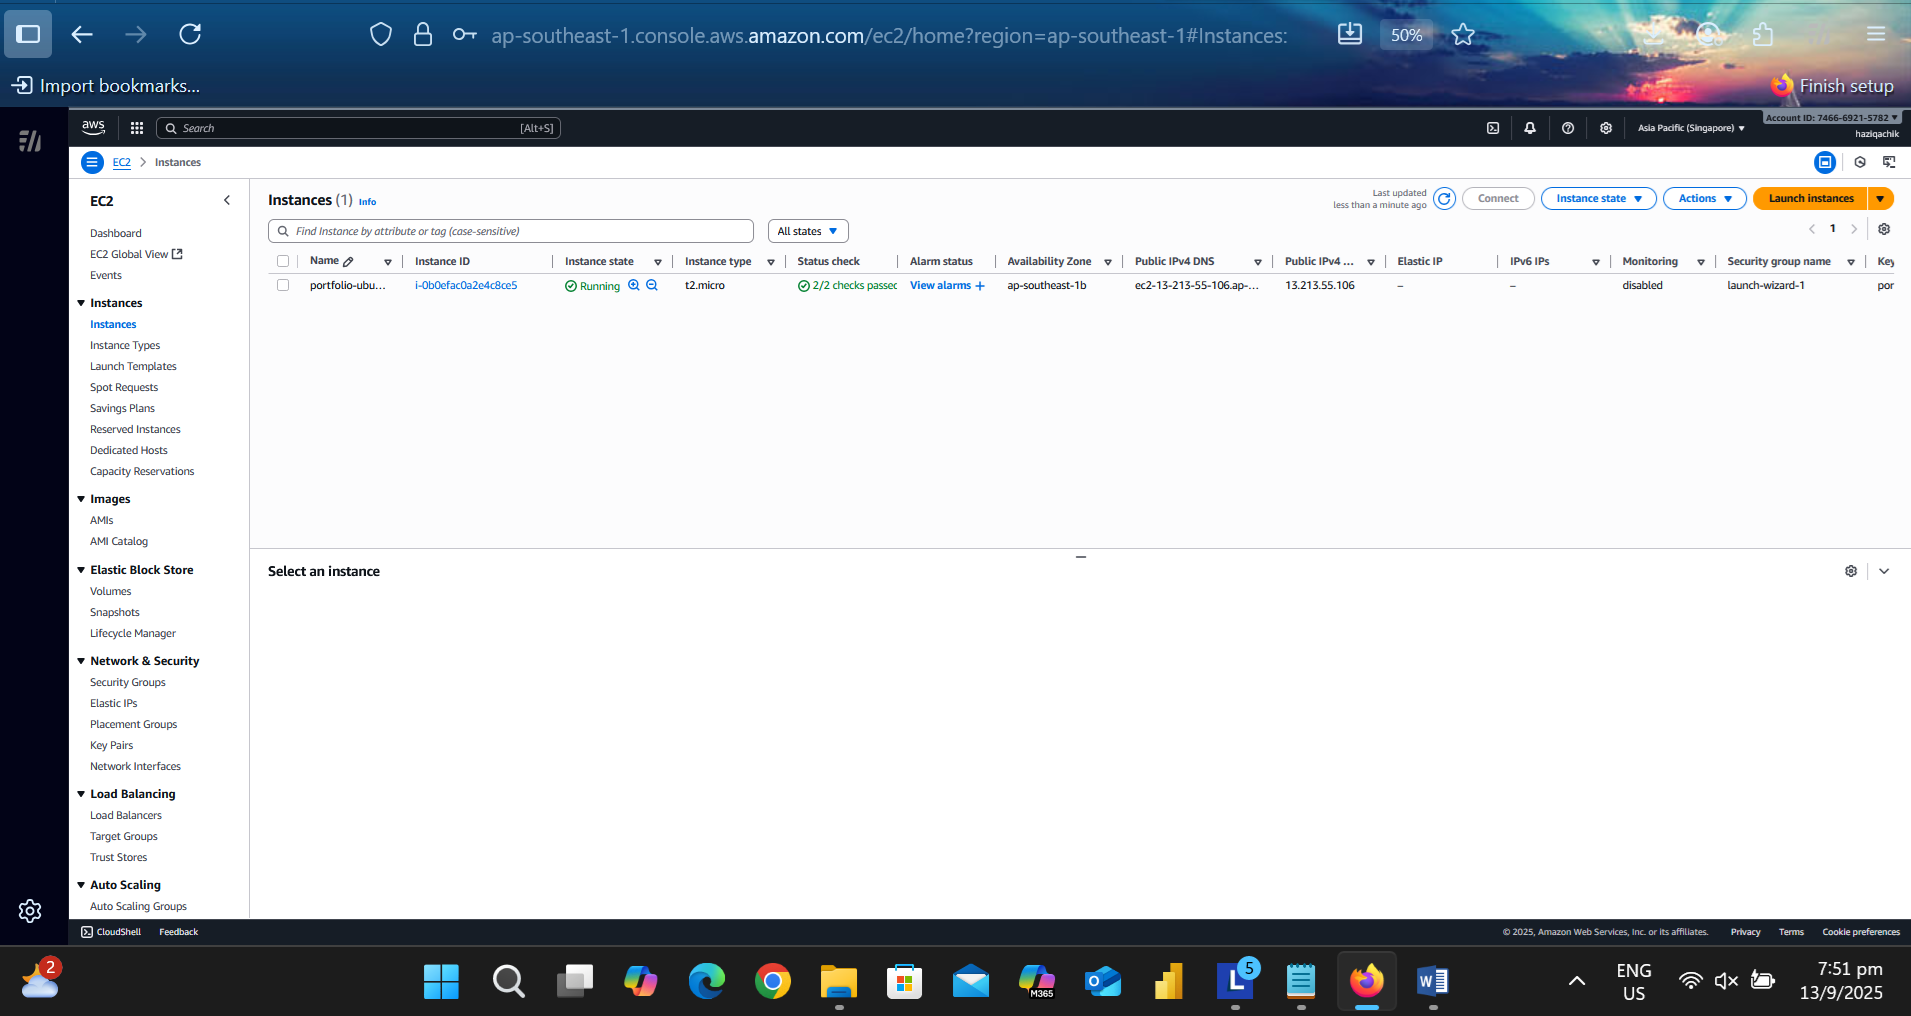 ap-southeast-1.console.aws.amazon.com/ec2/home?region=ap-southeast-1#Instances:
50%
Import bookmarks...
Finish setup
aws
Search
[Alt+S]
Asia Pacific (Singapore)
Account ID: 7466-6921-5782
haziqachik
EC2 > Instances
EC2
Dashboard
EC2 Global View
Events
Instances
Instances
Instance Types
Launch Templates
Spot Requests
Savings Plans
Reserved Instances
Dedicated Hosts
Capacity Reservations
Images
AMIs
AMI Catalog
Elastic Block Store
Volumes
Snapshots
Lifecycle Manager
Network & Security
Security Groups
Elastic IPs
Placement Groups
Key Pairs
Network Interfaces
Load Balancing
Load Balancers
Target Groups
Trust Stores
Auto Scaling
Auto Scaling Groups
Instances (1) Info
Last updated
less than a minute ago
Connect
Instance state
Actions
Launch instances
Find Instance by attribute or tag (case-sensitive)
All states
1
Name Instance ID Instance state Instance type Status check Alarm status Availability Zone Public IPv4 DNS Public IPv4 ... Elastic IP IPv6 IPs Monitoring Security group name Key
portfolio-ubu... i-0b0efac0a2e4c8ce5 Running t2.micro 2/2 checks passec View alarms + ap-southeast-1b ec2-13-213-55-106.ap-... 13.213.55.106 – – disabled launch-wizard-1 por
Select an instance
CloudShell Feedback
© 2025, Amazon Web Services, Inc. or its affiliates. Privacy Terms Cookie preferences
2
M365
L
5
W
ENG
US
7:51 pm
13/9/2025